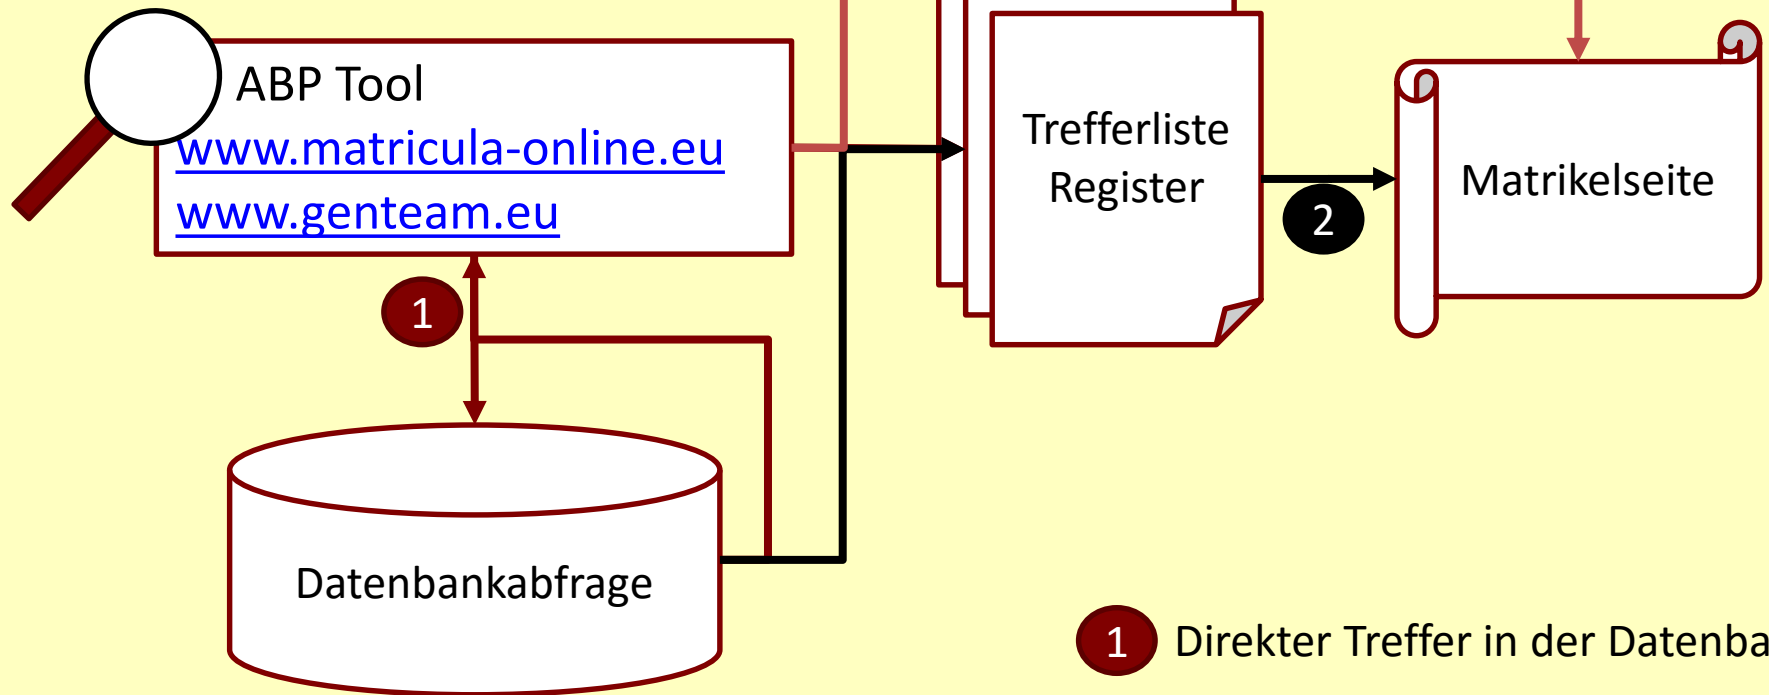 ABP Tool
www.matricula-online.eu
www.genteam.eu
Trefferliste
Register
2
Matrikelseite
1
Datenbankabfrage
1 Direkter Treffer in der Datenba